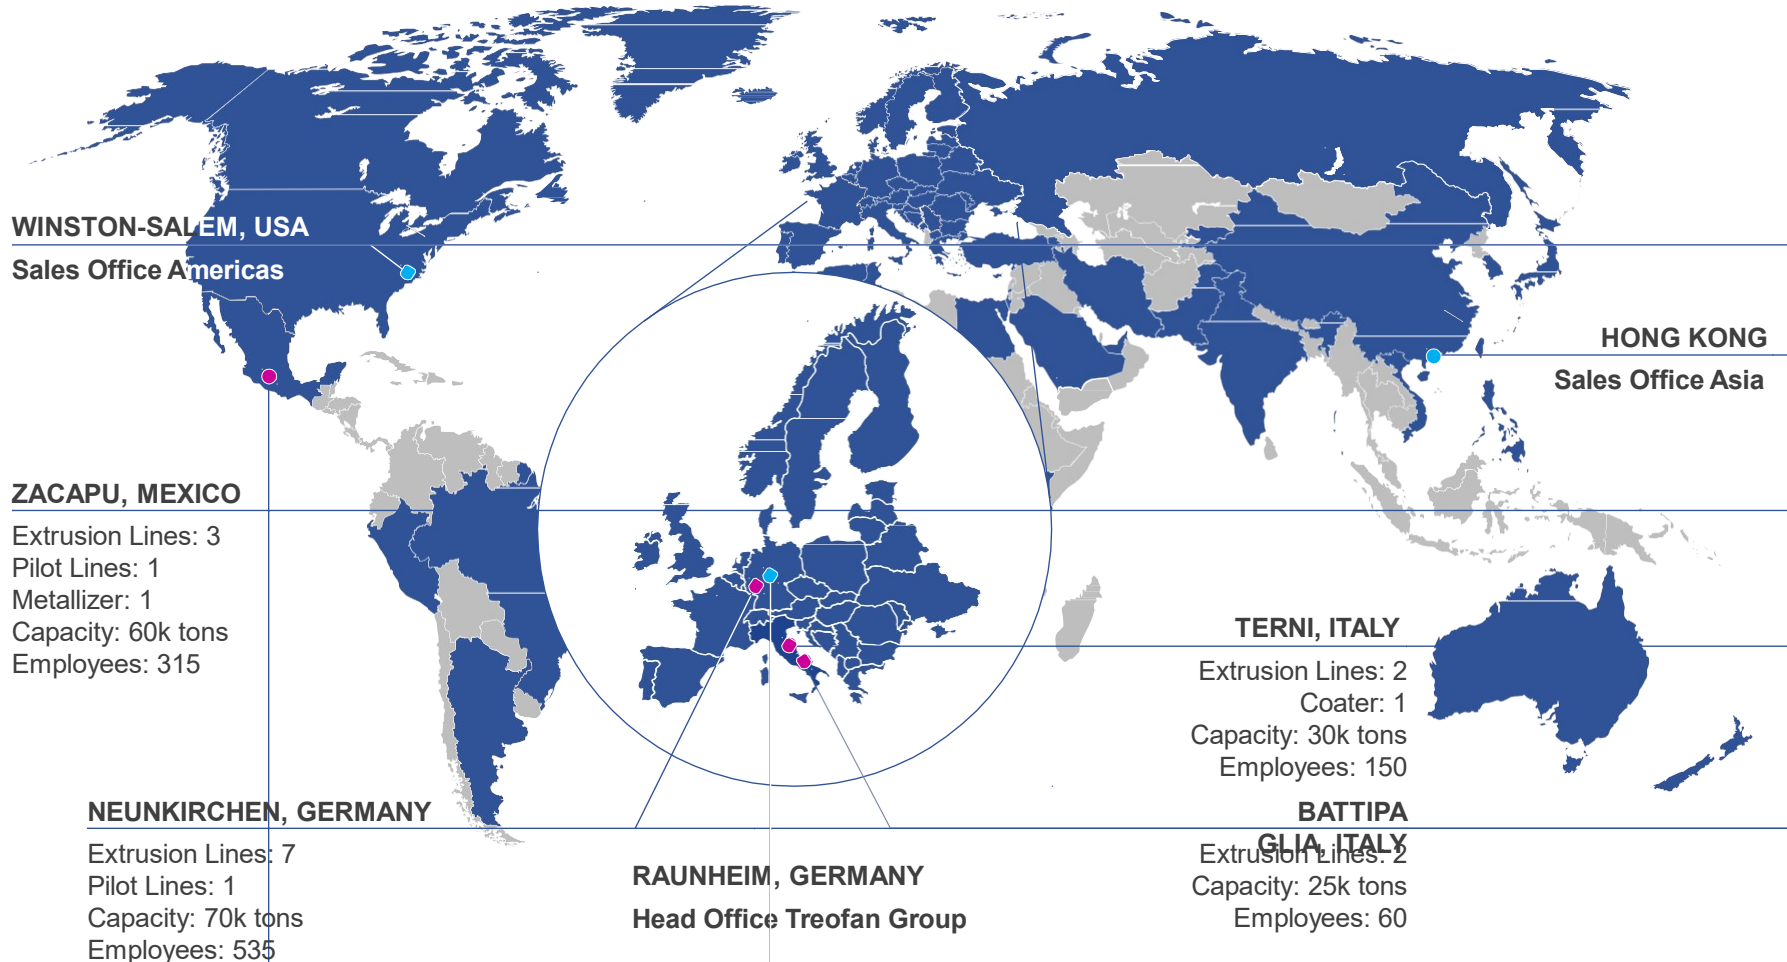 WINSTON-SALEM, USA
Sales Office Americas
HONG KONG
Sales Office Asia
ZACAPU, MEXICO
Extrusion Lines: 3
Pilot Lines: 1
Metallizer: 1
Capacity: 60k tons
Employees: 315
TERNI, ITALY
Extrusion Lines: 2
Coater: 1
Capacity: 30k tons
Employees: 150
NEUNKIRCHEN, GERMANY
Extrusion Lines: 7
Pilot Lines: 1
Capacity: 70k tons
Employees: 535
RAUNHEIM, GERMANY
Head Office Treofan Group
BATTIPA
GLIA, ITALY
Extrusion Lines: 2
Capacity: 25k tons
Employees: 60